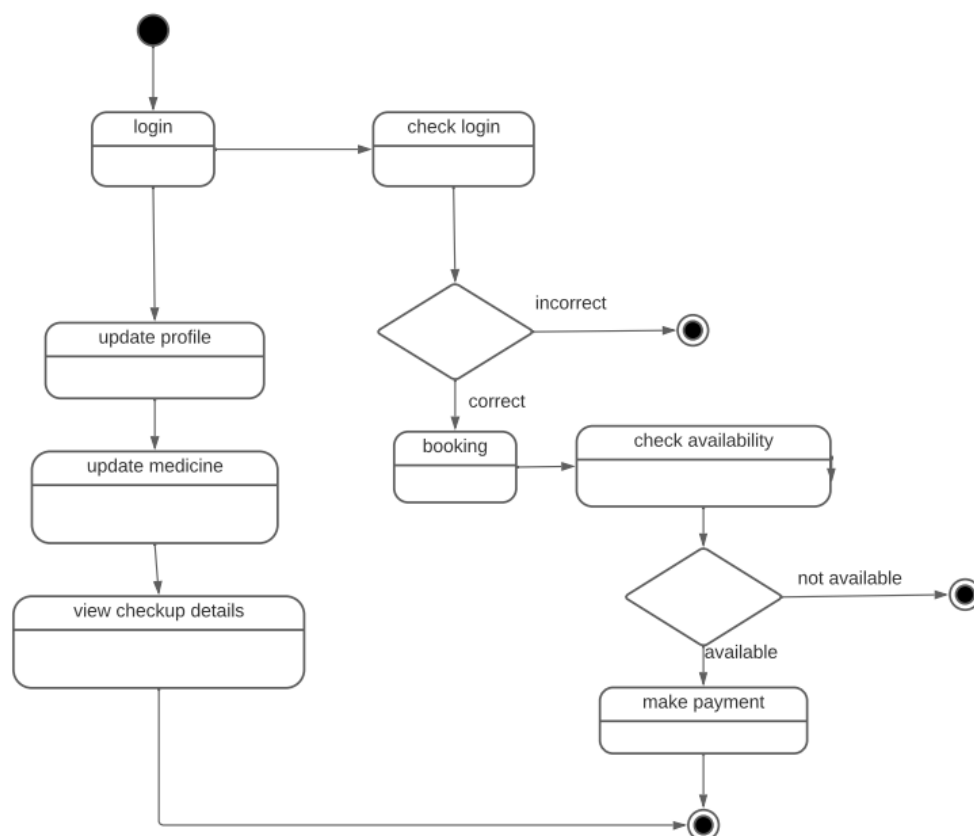 login
check login
incorrect
update profile
correct
check availability
booking
update medicine
not available
view checkup details
available
make payment